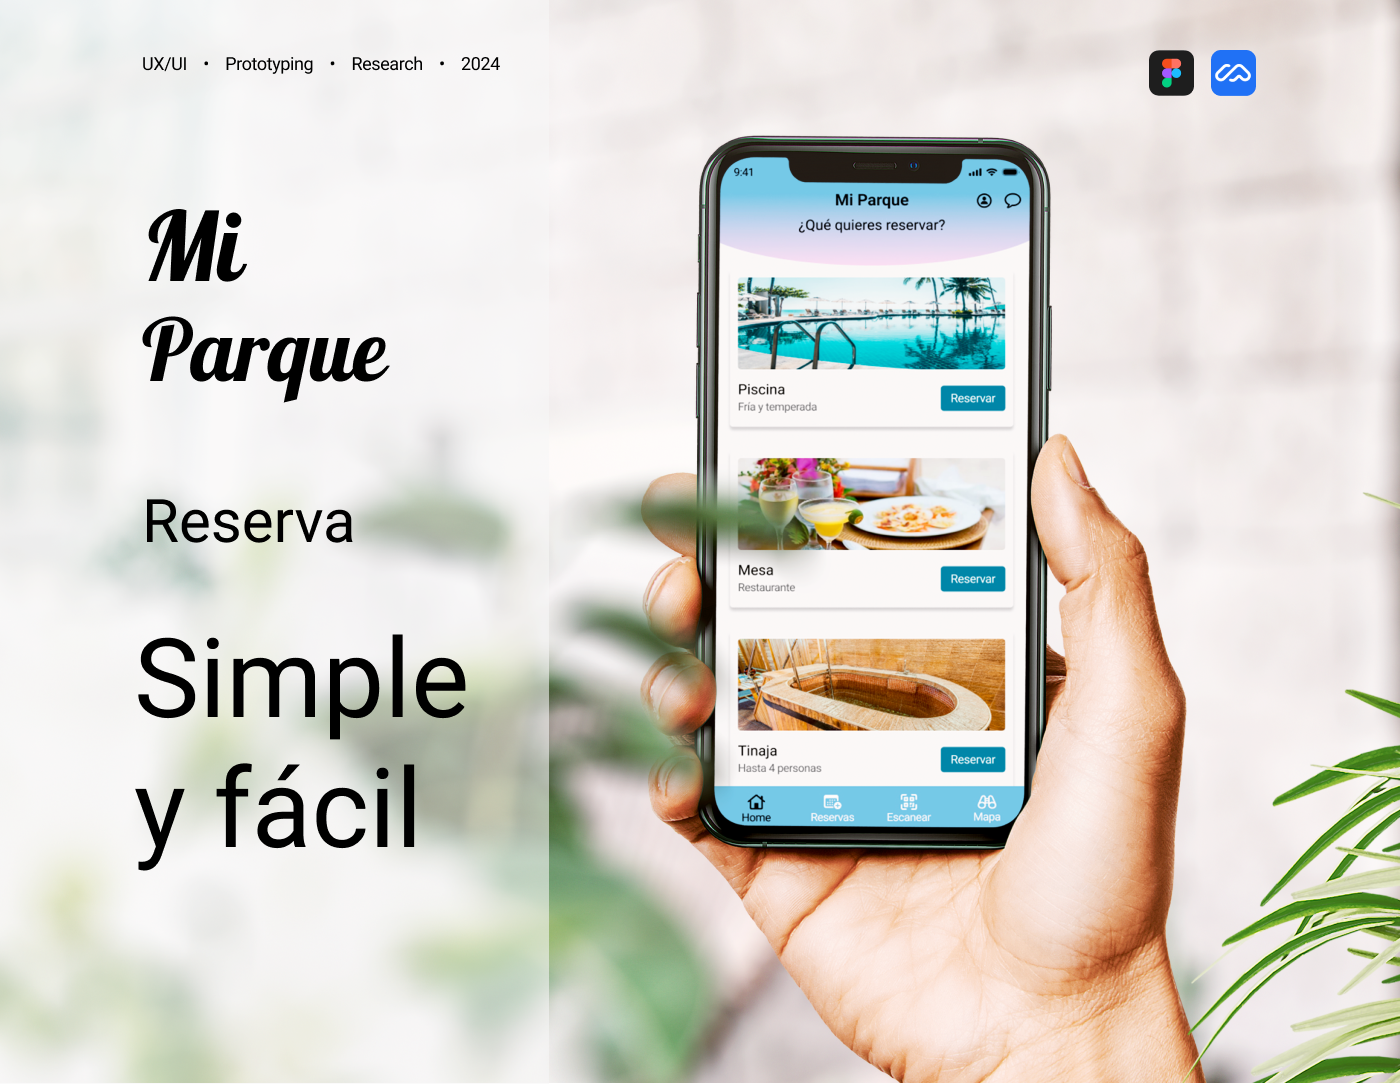 UX/UI • Prototyping • Research • 2024
Mi
Parque
Reserva
Simple
y fácil
9:41
Mi Parque
¿Qué quieres reservar?
Piscina
Fría y temperada
Reservar
Mesa
Restaurante
Reservar
Tinaja
Hasta 4 personas
Reservar
Home Reservas Escanear Mapa